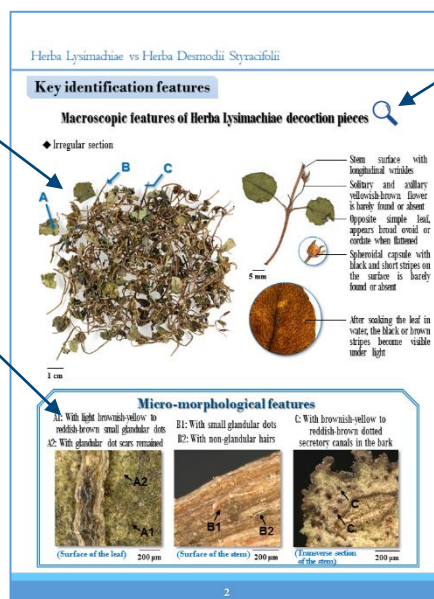 Herba Lysimachiae vs Herba Desmodii Styracifolii
Key identification features
Macroscopic features of Herba Lysimachiae decoction pieces
◆ Irregular section
A
B
C
1 cm
Stem surface with
longitudinal wrinkles
Solitary and axillary
yellowish-brown flower
is barely found or absent
Opposite simple leaf,
appears broad ovoid or
cordate when flattened
Spheroidal capsule with
black and short stripes on
the surface is barely
found or absent
5 mm
After soaking the leaf in
water, the black or brown
stripes become visible
under light
Micro-morphological features
A1: With light brownish-yellow to
reddish-brown small glandular dots
A2: With glandular dot scars remained
B1: With small glandular dots
B2: With non-glandular hairs
C: With brownish-yellow to
reddish-brown dotted
secretory canals in the bark
A2
A1
B1
B2
C
C
(Surface of the leaf)
200 μm
(Surface of the stem)
200 μm
(Transverse section
of the stem)
200 μm
2